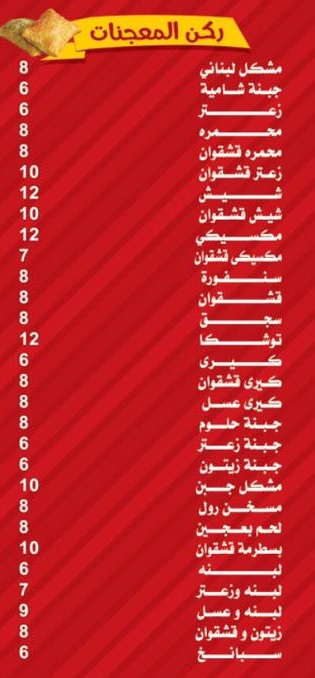 ركن المعجنات
مشكل لبناني 8
جبنة شامية 6
زعتر 6
محمره 8
محمره قشقوان 8
زعتر قشقوان 10
شيش 12
شيش قشقوان 10
مكسيكي 12
مكسيكى قشقوان 7
سنفورة 8
قشقوان 8
سجق 8
توشكا 12
كيرى 6
كيرى قشقوان 8
كيرى عسل 8
جبنة حلوم 8
جبنة زعتر 6
جبنة زيتون 6
مشكل جبن 10
مسخن رول 8
لحم بعجين 8
بسطرمة قشقوان 10
لبنه 6
لبنه وزعتر 7
لبنه و عسل 9
زيتون و قشقوان 8
سبانخ 6